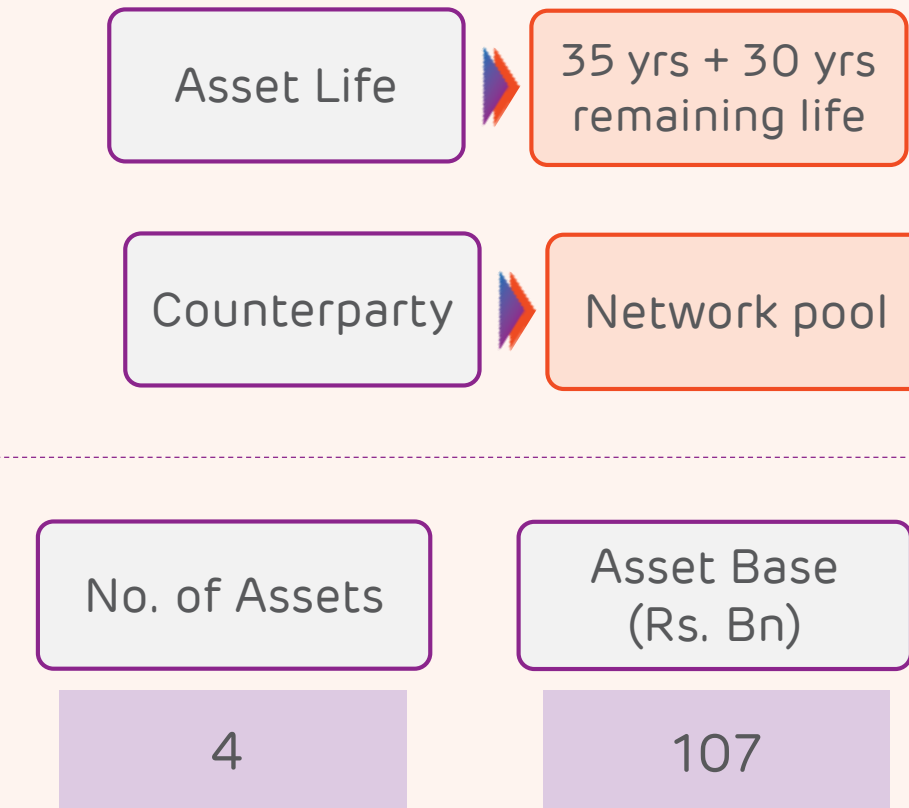 Asset Life
35 yrs + 30 yrs
remaining life
Counterparty
Network pool
No. of Assets
Asset Base
(Rs. Bn)
4
107